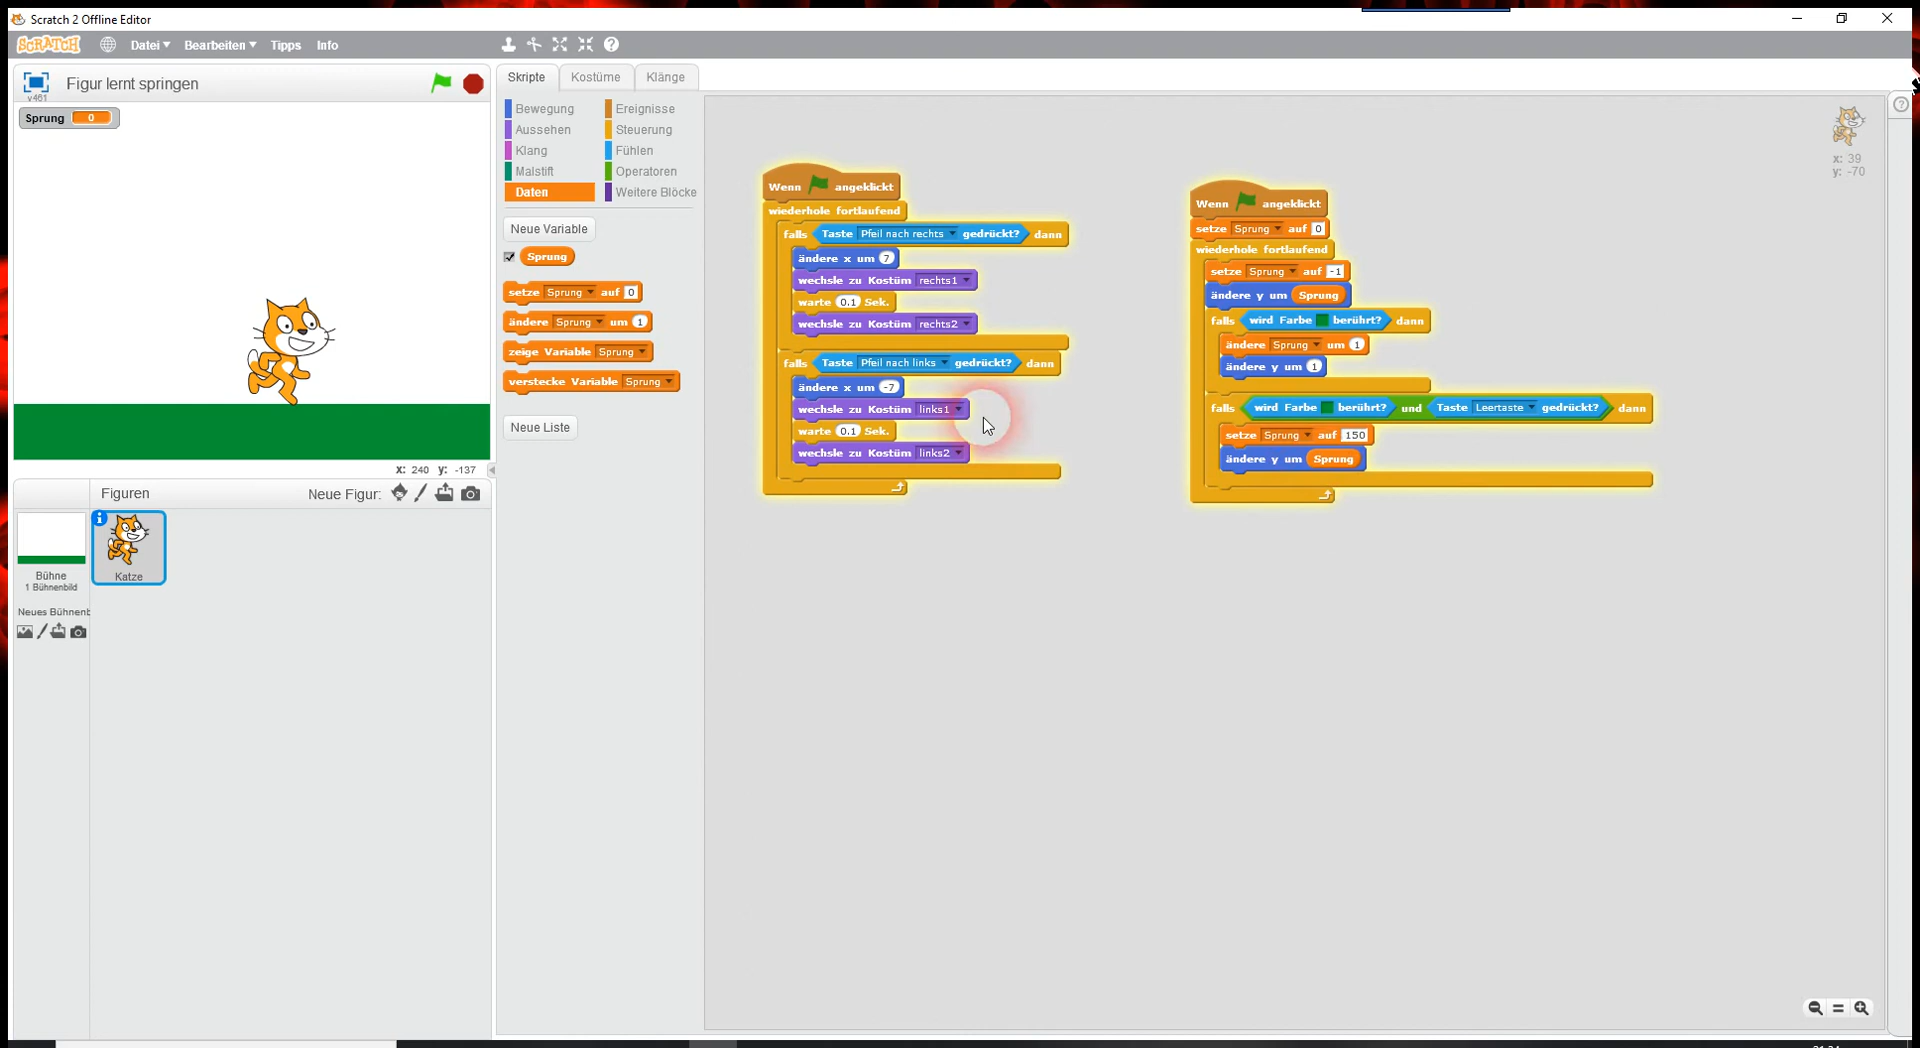 Scratch 2 Offline Editor
SCRATCH Datei Bearbeiten Tipps Info
v461
Figur lernt springen
Sprung 0
x: 240 y: -137
Figuren Neue Figur:
Bühne
1 Bühnenbild
Katze
Neues Bühnenb
Skripte Kostüme Klänge
Bewegung Ereignisse
Aussehen Steuerung
Klang Fühlen
Malstift Operatoren
Daten Weitere Blöcke
Neue Variable
Sprung
setze Sprung auf 0
ändere Sprung um 1
zeige Variable Sprung
verstecke Variable Sprung
Neue Liste
Wenn angeklickt
wiederhole fortlaufend
falls Taste Pfeil nach rechts gedrückt? dann
ändere x um 7
wechsle zu Kostüm rechts1
warte 0.1 Sek.
wechsle zu Kostüm rechts2
falls Taste Pfeil nach links gedrückt? dann
ändere x um -7
wechsle zu Kostüm links1
warte 0.1 Sek.
wechsle zu Kostüm links2
Wenn angeklickt
setze Sprung auf 0
wiederhole fortlaufend
setze Sprung auf -1
ändere y um Sprung
falls wird Farbe berührt? dann
ändere Sprung um 1
ändere y um 1
falls wird Farbe berührt? und Taste Leertaste gedrückt? dann
setze Sprung auf 150
ändere y um Sprung
x: 39
y: -70